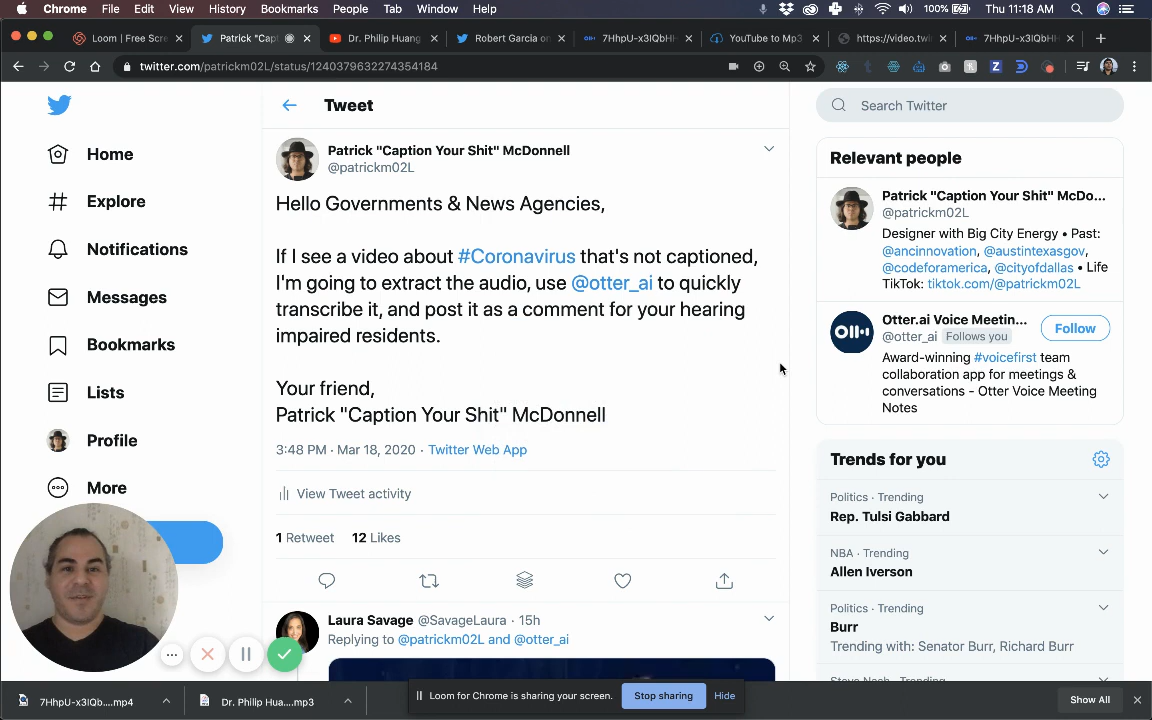 Chrome File Edit View History Bookmarks People Tab Window Help 100% Thu 11:18 AM
Loom | Free Scre
Patrick "Capt
Dr. Philip Huang
Robert Garcia on
7HhpU-x3IQbH
YouTube to Mp3
https://video.twi
7HhpU-x3IQbH
twitter.com/patrickm02L/status/1240379632274354184
Tweet
Search Twitter
Home
Explore
Notifications
Messages
Bookmarks
Lists
Profile
More
Patrick "Caption Your Shit" McDonnell
@patrickm02L
Hello Governments & News Agencies,
If I see a video about #Coronavirus that's not captioned,
I'm going to extract the audio, use @otter_ai to quickly
transcribe it, and post it as a comment for your hearing
impaired residents.
Your friend,
Patrick "Caption Your Shit" McDonnell
3:48 PM · Mar 18, 2020 · Twitter Web App
View Tweet activity
1 Retweet 12 Likes
Laura Savage @SavageLaura · 15h
Replying to @patrickm02L and @otter_ai
Relevant people
Patrick "Caption Your Shit" McDo...
@patrickm02L
Designer with Big City Energy • Past:
@ancinnovation, @austintexasgov,
@codeforamerica, @cityofdallas • Life
TikTok: tiktok.com/@patrickm02L
Otter.ai Voice Meetin...
@otter_ai Follows you
Follow
Award-winning #voicefirst team
collaboration app for meetings &
conversations - Otter Voice Meeting
Notes
Trends for you
Politics · Trending
Rep. Tulsi Gabbard
NBA · Trending
Allen Iverson
Politics · Trending
Burr
Trending with: Senator Burr, Richard Burr
7HhpU-x3IQb....mp4
Dr. Philip Hua....mp3
Loom for Chrome is sharing your screen.
Stop sharing
Hide
Show All